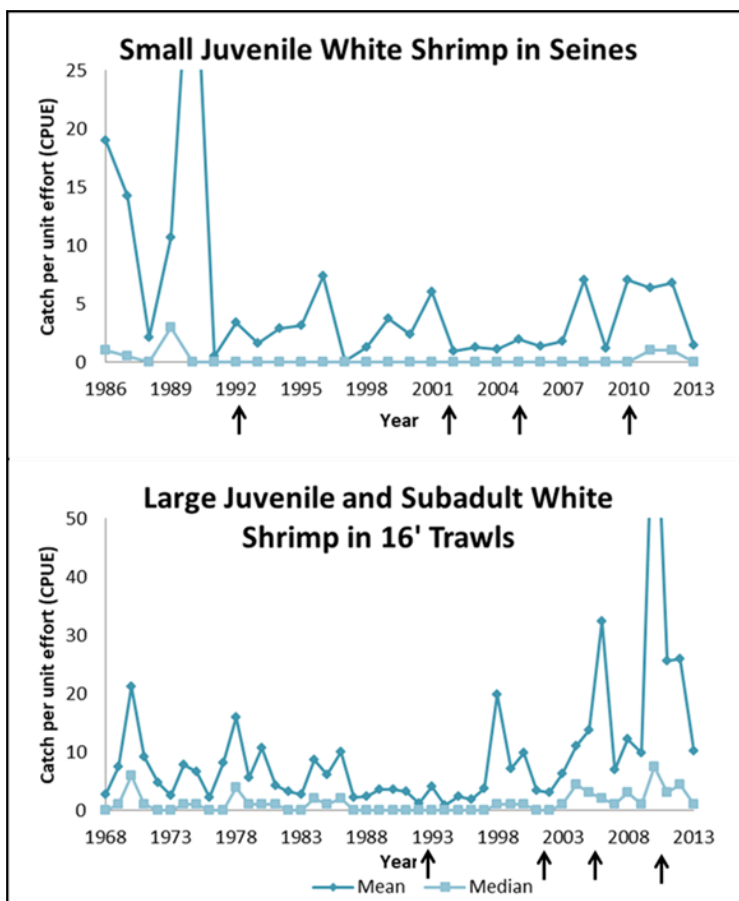 Small Juvenile White Shrimp in Seines
Catch per unit effort (CPUE)
25
20
15
10
5
0
1986 1989 1992 1995 1998 2001 2004 2007 2010 2013
Year
Large Juvenile and Subadult White
Shrimp in 16' Trawls
Catch per unit effort (CPUE)
50
40
30
20
10
0
1968 1973 1978 1983 1988 1993 1998 2003 2008 2013
Year
Mean Median